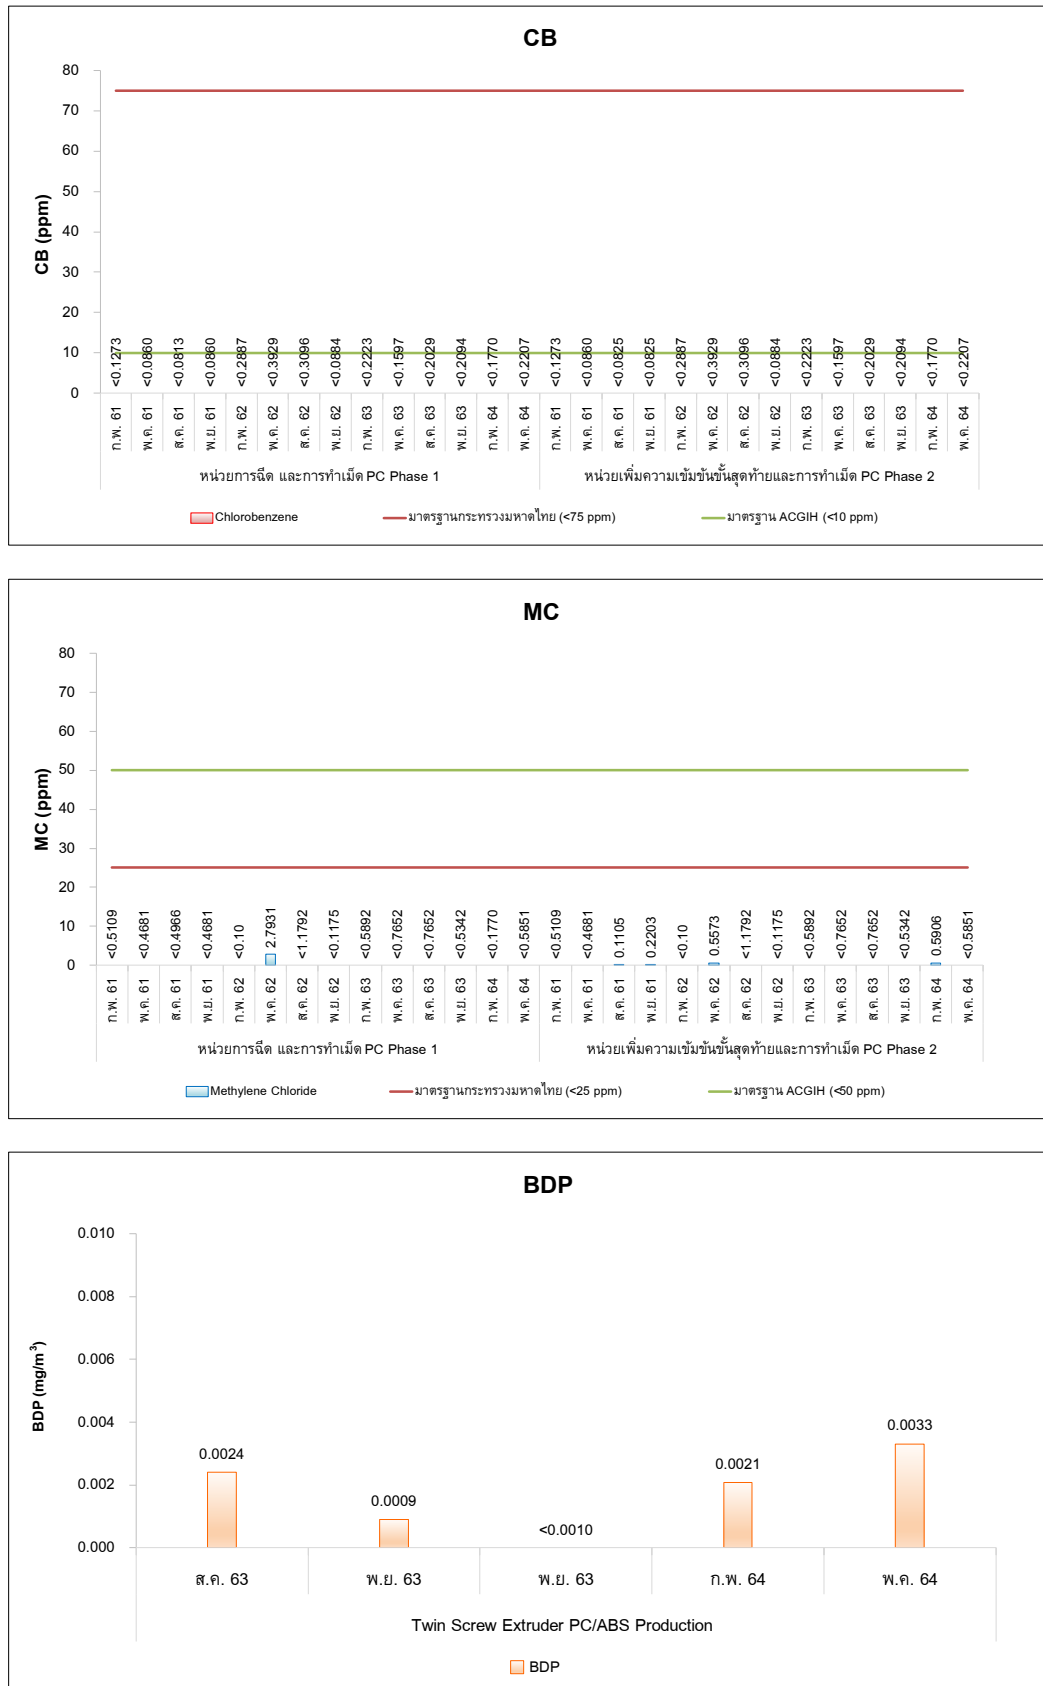 CB
80
70
60
50
40
30
20
10
0
CB (ppm)
<0.1273 <0.0860 <0.0813 <0.0860 <0.2887 <0.3929 <0.3096 <0.0884 <0.2223 <0.1597 <0.2029 <0.2094 <0.1770 <0.2207 <0.1273 <0.0860 <0.0825 <0.0825 <0.2887 <0.3929 <0.3096 <0.0884 <0.2223 <0.1597 <0.2029 <0.2094 <0.1770 <0.2207
ก.พ. 61 พ.ค. 61 ส.ค. 61 พ.ย. 61 ก.พ. 62 พ.ค. 62 ส.ค. 62 พ.ย. 62 ก.พ. 63 พ.ค. 63 ส.ค. 63 พ.ย. 63 ก.พ. 64 พ.ค. 64 ก.พ. 61 พ.ค. 61 ส.ค. 61 พ.ย. 61 ก.พ. 62 พ.ค. 62 ส.ค. 62 พ.ย. 62 ก.พ. 63 พ.ค. 63 ส.ค. 63 พ.ย. 63 ก.พ. 64 พ.ค. 64
หน่วยการฉีด และการทำเม็ด PC Phase 1 หน่วยเพิ่มความเข้มข้นขั้นสุดท้ายและการทำเม็ด PC Phase 2
Chlorobenzene มาตรฐานกระทรวงมหาดไทย (<75 ppm) มาตรฐาน ACGIH (<10 ppm)
MC
80
70
60
50
40
30
20
10
0
MC (ppm)
<0.5109 <0.4681 <0.4966 <0.4681 <0.10 2.7931 <1.1792 <0.1175 <0.5892 <0.7652 <0.7652 <0.5342 <0.1770 <0.5851 <0.5109 <0.4681 0.1105 0.2203 <0.10 0.5573 <1.1792 <0.1175 <0.5892 <0.7652 <0.7652 <0.5342 0.5906 <0.5851
ก.พ. 61 พ.ค. 61 ส.ค. 61 พ.ย. 61 ก.พ. 62 พ.ค. 62 ส.ค. 62 พ.ย. 62 ก.พ. 63 พ.ค. 63 ส.ค. 63 พ.ย. 63 ก.พ. 64 พ.ค. 64 ก.พ. 61 พ.ค. 61 ส.ค. 61 พ.ย. 61 ก.พ. 62 พ.ค. 62 ส.ค. 62 พ.ย. 62 ก.พ. 63 พ.ค. 63 ส.ค. 63 พ.ย. 63 ก.พ. 64 พ.ค. 64
หน่วยการฉีด และการทำเม็ด PC Phase 1 หน่วยเพิ่มความเข้มข้นขั้นสุดท้ายและการทำเม็ด PC Phase 2
Methylene Chloride มาตรฐานกระทรวงมหาดไทย (<25 ppm) มาตรฐาน ACGIH (<50 ppm)
BDP
0.010
0.008
0.006
0.004
0.002
0.000
BDP (mg/m³)
0.0024 0.0009 <0.0010 0.0021 0.0033
ส.ค. 63 พ.ย. 63 พ.ย. 63 ก.พ. 64 พ.ค. 64
Twin Screw Extruder PC/ABS Production
BDP